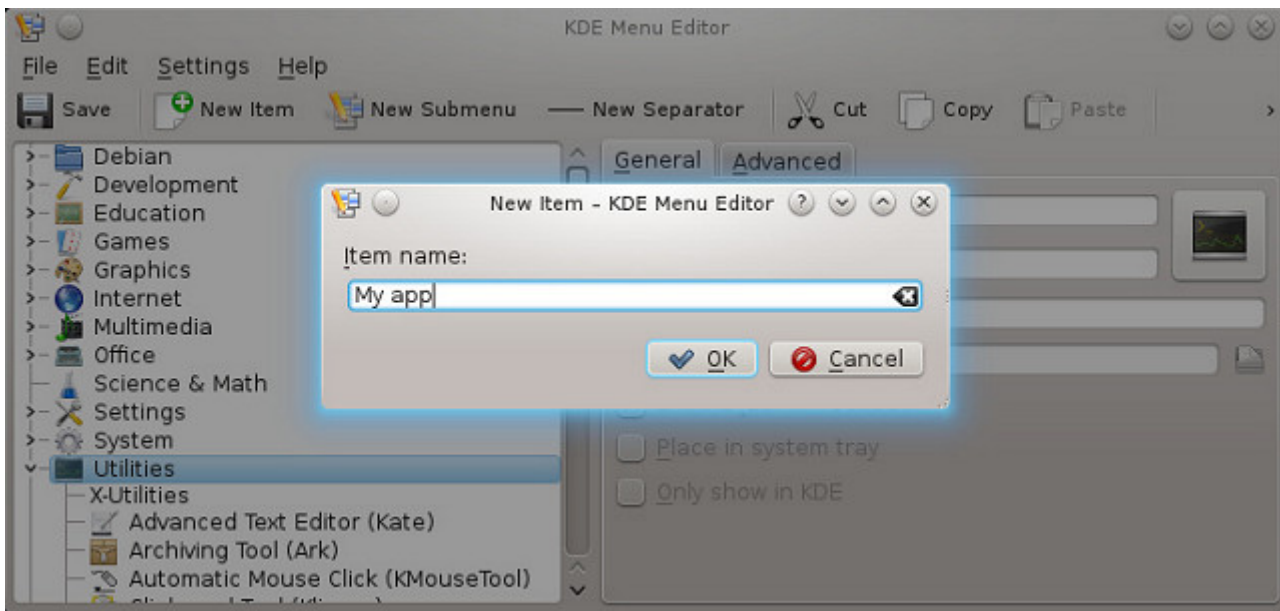 KDE Menu Editor
File Edit Settings Help
Save New Item New Submenu New Separator Cut Copy Paste
Debian
Development
Education
Games
Graphics
Internet
Multimedia
Office
Science & Math
Settings
System
Utilities
X-Utilities
Advanced Text Editor (Kate)
Archiving Tool (Ark)
Automatic Mouse Click (KMouseTool)
General Advanced
New Item – KDE Menu Editor
Item name:
My app
OK Cancel
Place in system tray
Only show in KDE